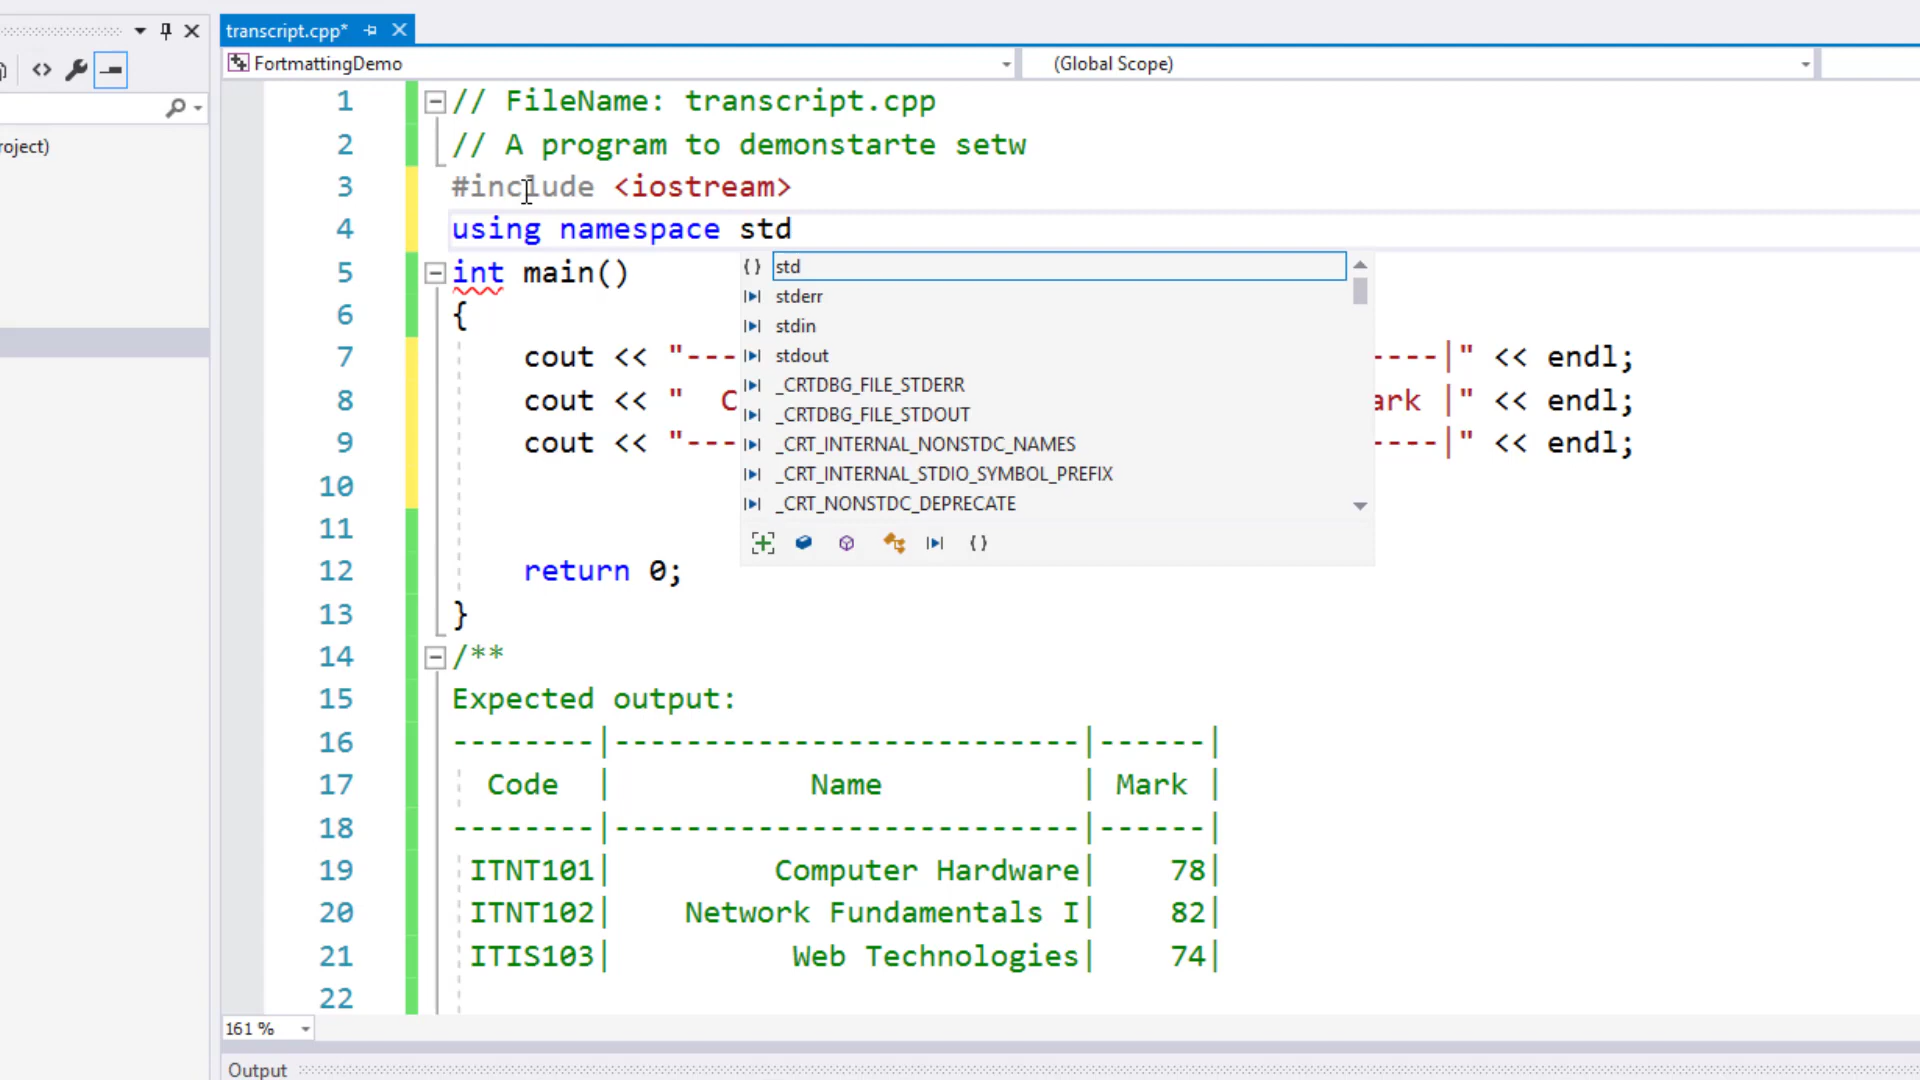 transcript.cpp*
FortmattingDemo
(Global Scope)
roject)
1 // FileName: transcript.cpp
2 // A program to demonstarte setw
3 #include <iostream>
4 using namespace std
5 int main()
6 {
7 cout << "--- ----|" << endl;
8 cout << "  C ark |" << endl;
9 cout << "--- ----|" << endl;
10
11
12 return 0;
13 }
std
stderr
stdin
stdout
_CRTDBG_FILE_STDERR
_CRTDBG_FILE_STDOUT
_CRT_INTERNAL_NONSTDC_NAMES
_CRT_INTERNAL_STDIO_SYMBOL_PREFIX
_CRT_NONSTDC_DEPRECATE
14 /**
15 Expected output:
16 --------|--------------------------|------|
17 Code | Name | Mark |
18 --------|--------------------------|------|
19 ITNT101| Computer Hardware| 78|
20 ITNT102| Network Fundamentals I| 82|
21 ITIS103| Web Technologies| 74|
22
161 %
Output